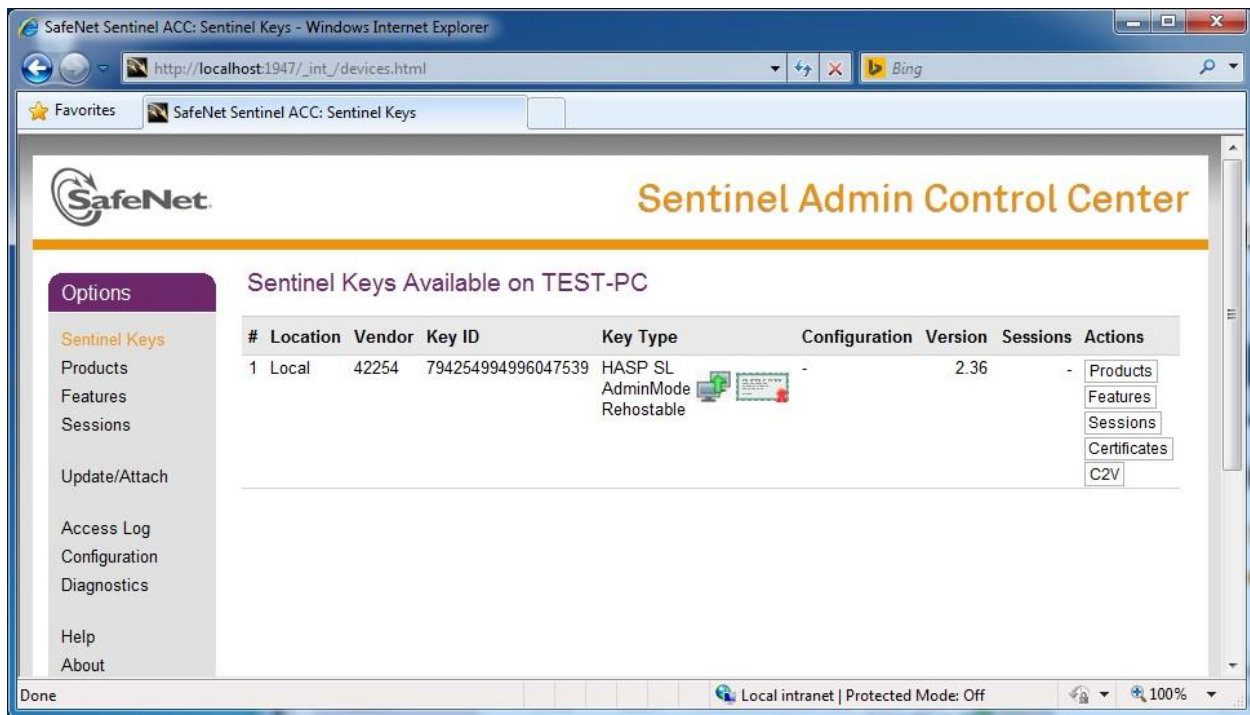 SafeNet Sentinel ACC: Sentinel Keys - Windows Internet Explorer
http://localhost:1947/_int_/devices.html
Bing
Favorites
SafeNet Sentinel ACC: Sentinel Keys
SafeNet.
Sentinel Admin Control Center
Options
Sentinel Keys
Products
Features
Sessions
Update/Attach
Access Log
Configuration
Diagnostics
Help
About
Sentinel Keys Available on TEST-PC
# Location Vendor Key ID Key Type Configuration Version Sessions Actions
1 Local 42254 794254994996047539 HASP SL - 2.36 - Products
AdminMode Features
Rehostable Sessions
Certificates
C2V
Done
Local intranet | Protected Mode: Off
100%